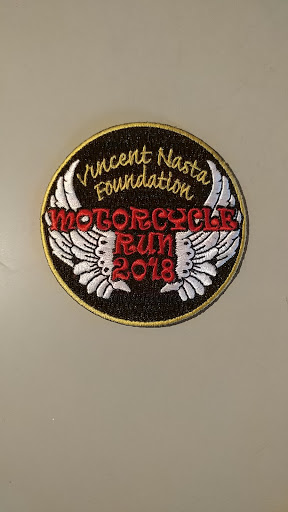 Vincent Nasta
Foundation
MOTORCYCLE
RUN
2018